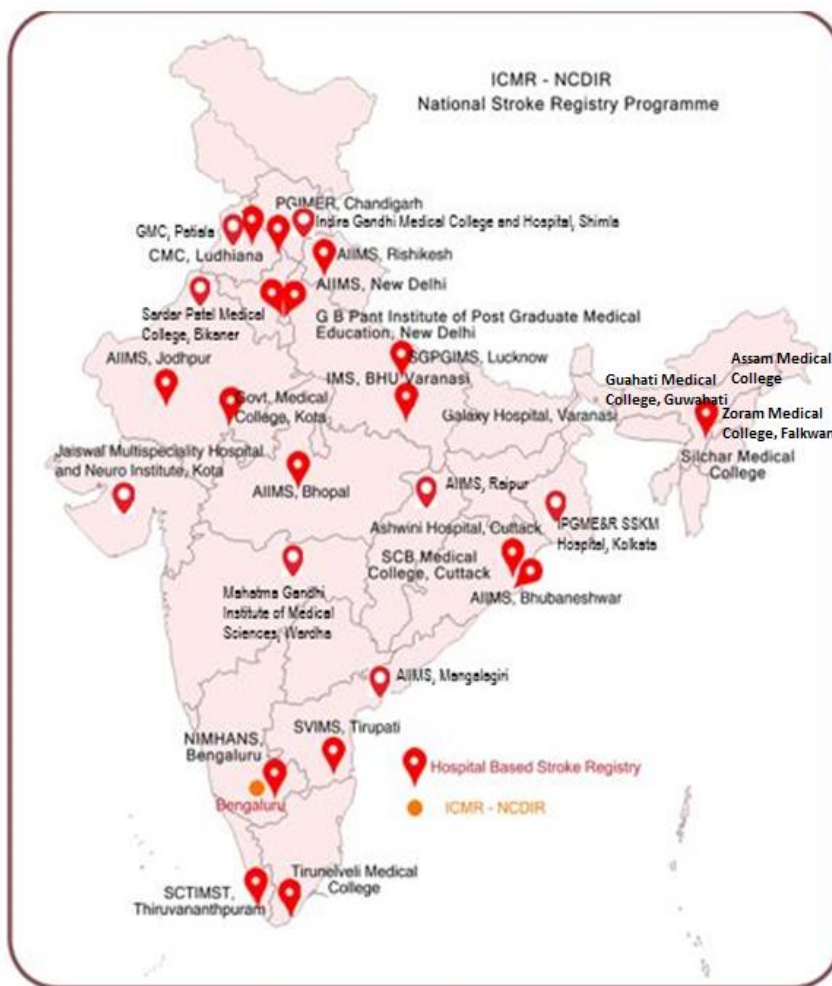 ICMR - NCDIR
National Stroke Registry Programme
PGIMER, Chandigarh
Indira Gandhi Medical College and Hospital, Shimla
GMC, Patiala
CMC, Ludhiana
AIIMS, Rishikesh
AIIMS, New Delhi
Sardar Patel Medical
College, Bikaner
G B Pant Institute of Post Graduate Medical
Education, New Delhi
AIIMS, Jodhpur
SGPGIMS, Lucknow
IMS, BHU Varanasi
Assam Medical
College
Guahati Medical
College, Guwahati
Govt. Medical
College, Kota
Galaxy Hospital, Varanasi
Zoram Medical
College, Falkwan
Jaiswal Multispeciality Hospital
and Neuro Institute, Kota
Silchar Medical
College
AIIMS, Bhopal
AIIMS, Raipur
Ashwini Hospital, Cuttack
IPGME&R SSKM
Hospital, Kolkata
SCB Medical
College, Cuttack
AIIMS, Bhubaneshwar
Mahatma Gandhi
Institute of Medical
Sciences, Wardha
AIIMS, Mangalagiri
SVIMS, Tirupati
NIMHANS,
Bengaluru
Hospital Based Stroke Registry
Bengaluru
ICMR - NCDIR
Tirunelveli Medical
College
SCTIMST,
Thiruvananthpuram